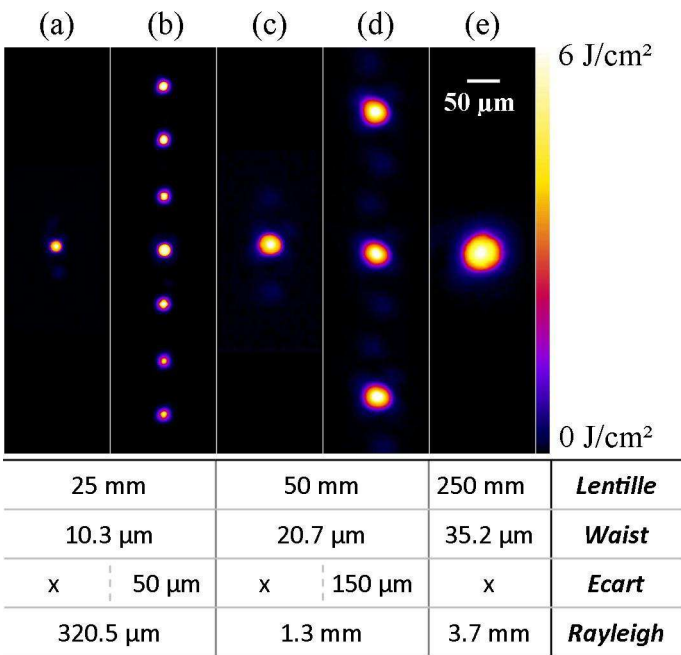 (a) (b) (c) (d) (e)
6 J/cm²
50 µm
0 J/cm²
25 mm 50 mm 250 mm Lentille
10.3 µm 20.7 µm 35.2 µm Waist
x 50 µm x 150 µm x Ecart
320.5 µm 1.3 mm 3.7 mm Rayleigh